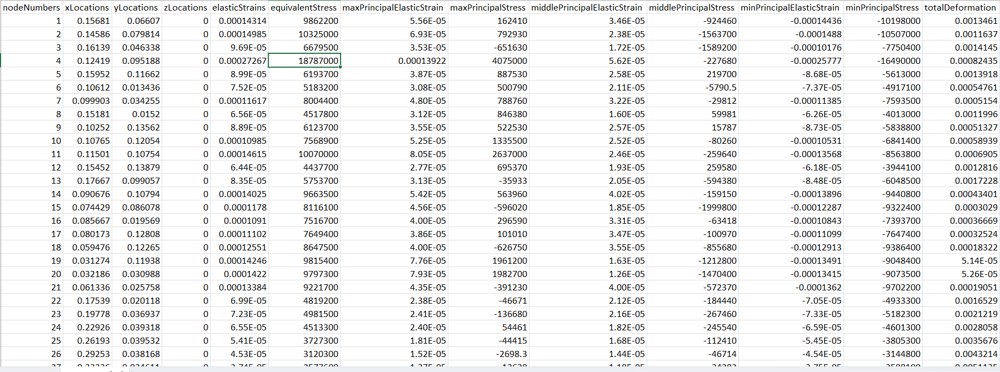 nodeNumbers xLocations yLocations zLocations elasticStrains equivalentStress maxPrincipalElasticStrain maxPrincipalStress middlePrincipalElasticStrain middlePrincipalStress minPrincipalElasticStrain minPrincipalStress totalDeformation
1 0.15681 0.06607 0 0.00014314 9862200 5.56E-05 162410 3.46E-05 -924460 -0.00014436 -10198000 0.0013461
2 0.14586 0.079814 0 0.00014985 10325000 6.93E-05 792930 2.38E-05 -1563700 -0.0001488 -10507000 0.0011637
3 0.16139 0.046338 0 9.69E-05 6679500 3.53E-05 -651630 1.72E-05 -1589200 -0.00010176 -7750400 0.0014145
4 0.12419 0.095188 0 0.00027267 18787000 0.00013922 4075000 5.62E-05 -227680 -0.00025777 -16490000 0.00082435
5 0.15952 0.11662 0 8.99E-05 6193700 3.87E-05 887530 2.58E-05 219700 -8.68E-05 -5613000 0.0013918
6 0.10612 0.013436 0 7.52E-05 5183200 3.08E-05 500790 2.11E-05 -5790.5 -7.37E-05 -4917100 0.00054761
7 0.099903 0.034255 0 0.00011617 8004400 4.80E-05 788760 3.22E-05 -29812 -0.00011385 -7593500 0.0005154
8 0.15181 0.0152 0 6.56E-05 4517800 3.12E-05 846380 1.60E-05 59981 -6.26E-05 -4013000 0.0011996
9 0.10252 0.13562 0 8.89E-05 6123700 3.55E-05 522530 2.57E-05 15787 -8.73E-05 -5838800 0.00051327
10 0.10765 0.12054 0 0.00010985 7568900 5.25E-05 1335500 2.52E-05 -80260 -0.00010531 -6841400 0.00058939
11 0.11501 0.10754 0 0.00014615 10070000 8.05E-05 2637000 2.46E-05 -259640 -0.00013568 -8563800 0.0006905
12 0.15452 0.13879 0 6.44E-05 4437700 2.77E-05 695370 1.93E-05 259580 -6.18E-05 -3944100 0.0012816
13 0.17667 0.099057 0 8.35E-05 5753700 3.13E-05 -35933 2.05E-05 -594380 -8.48E-05 -6048500 0.0017228
14 0.090676 0.10794 0 0.00014025 9663500 5.42E-05 563960 4.02E-05 -159150 -0.00013896 -9440800 0.00043401
15 0.074429 0.086078 0 0.0001178 8116100 4.56E-05 -596020 1.85E-05 -1999800 -0.00012287 -9322400 0.0003029
16 0.085667 0.019569 0 0.0001091 7516700 4.00E-05 296590 3.31E-05 -63418 -0.00010843 -7393700 0.00036669
17 0.080173 0.12808 0 0.00011102 7649400 3.86E-05 101010 3.47E-05 -100970 -0.00011099 -7647400 0.00032524
18 0.059476 0.12265 0 0.00012551 8647500 4.00E-05 -626750 3.55E-05 -855680 -0.00012913 -9386400 0.00018322
19 0.031274 0.11938 0 0.00014246 9815400 7.76E-05 1961200 1.63E-05 -1212800 -0.00013491 -9048400 5.14E-05
20 0.032186 0.030988 0 0.0001422 9797300 7.93E-05 1982700 1.26E-05 -1470400 -0.00013415 -9073500 5.26E-05
21 0.061336 0.025758 0 0.00013384 9221700 4.35E-05 -391230 4.00E-05 -572370 -0.0001362 -9702200 0.00019051
22 0.17539 0.020118 0 6.99E-05 4819200 2.38E-05 -46671 2.12E-05 -184440 -7.05E-05 -4933300 0.0016529
23 0.19778 0.036937 0 7.23E-05 4981500 2.41E-05 -136680 2.16E-05 -267460 -7.33E-05 -5182300 0.0021219
24 0.22926 0.039318 0 6.55E-05 4513300 2.40E-05 54461 1.82E-05 -245540 -6.59E-05 -4601300 0.0028058
25 0.26193 0.039532 0 5.41E-05 3727300 1.81E-05 -44415 1.68E-05 -112410 -5.45E-05 -3805300 0.0035676
26 0.29253 0.038168 0 4.53E-05 3120300 1.52E-05 -2698.3 1.44E-05 -46714 -4.54E-05 -3144800 0.0043214